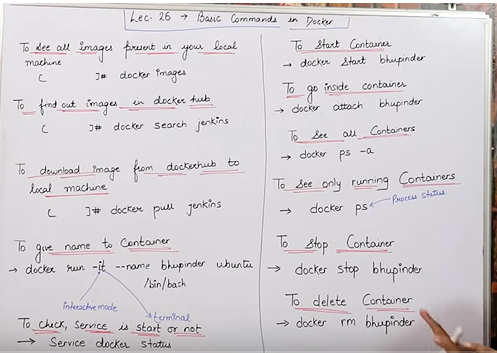 Lec. 26 → Basic Commands in Docker
To see all images present in your local
machine
[ ]# docker images
To find out images in docker hub
[ ]# docker search jenkins
To download image from dockerhub to
local machine
[ ]# docker pull jenkins
To give name to Container
→ docker run -it --name bhupinder ubuntu
/bin/bash
interactive mode
terminal
To check, Service is start or not
→ Service docker status
To Start Container
→ docker start bhupinder
To go inside container
→ docker attach bhupinder
To See all Containers
→ docker ps -a
To See only running Containers
→ docker ps
Process status
To Stop Container
→ docker stop bhupinder
To delete Container
→ docker rm bhupinder